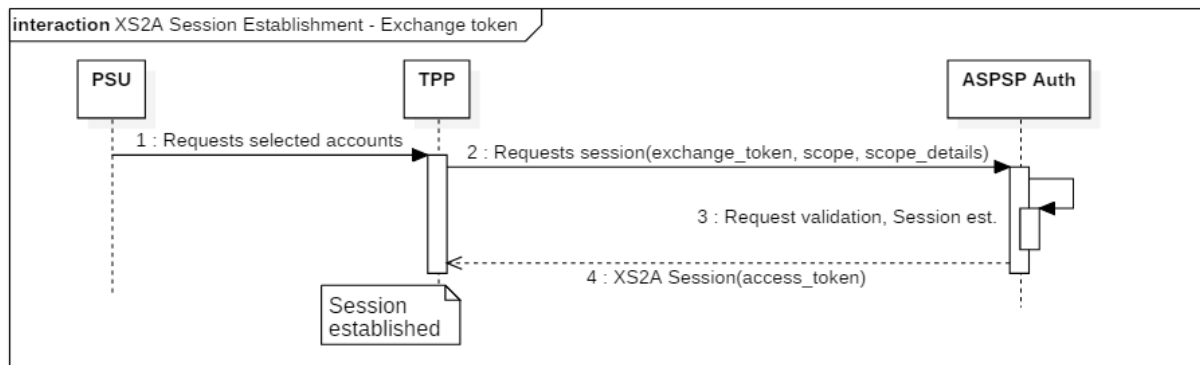 interaction XS2A Session Establishment - Exchange token
PSU
TPP
ASPSP Auth
1 : Requests selected accounts
2 : Requests session(exchange_token, scope, scope_details)
3 : Request validation, Session est.
4 : XS2A Session(access_token)
Session
established